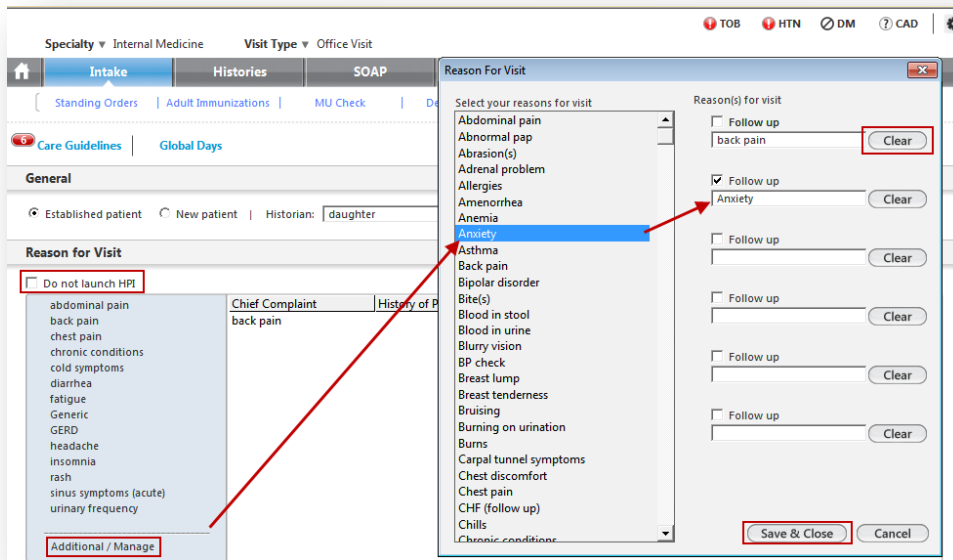 TOB HTN DM ? CAD
Specialty Internal Medicine Visit Type Office Visit
Intake Histories SOAP
Standing Orders | Adult Immunizations | MU Check | De
6 Care Guidelines Global Days
General
Established patient New patient | Historian: daughter
Reason for Visit
Do not launch HPI
abdominal pain
back pain
chest pain
chronic conditions
cold symptoms
diarrhea
fatigue
Generic
GERD
headache
insomnia
rash
sinus symptoms (acute)
urinary frequency
Additional / Manage
Chief Complaint History of P
back pain
Reason For Visit
Select your reasons for visit
Abdominal pain
Abnormal pap
Abrasion(s)
Adrenal problem
Allergies
Amenorrhea
Anemia
Anxiety
Asthma
Back pain
Bipolar disorder
Bite(s)
Blood in stool
Blood in urine
Blurry vision
BP check
Breast lump
Breast tenderness
Bruising
Burning on urination
Burns
Carpal tunnel symptoms
Chest discomfort
Chest pain
CHF (follow up)
Chills
Chronic conditions
Reason(s) for visit
Follow up
back pain Clear
Follow up
Anxiety Clear
Follow up
Clear
Follow up
Clear
Follow up
Clear
Follow up
Clear
Save & Close Cancel